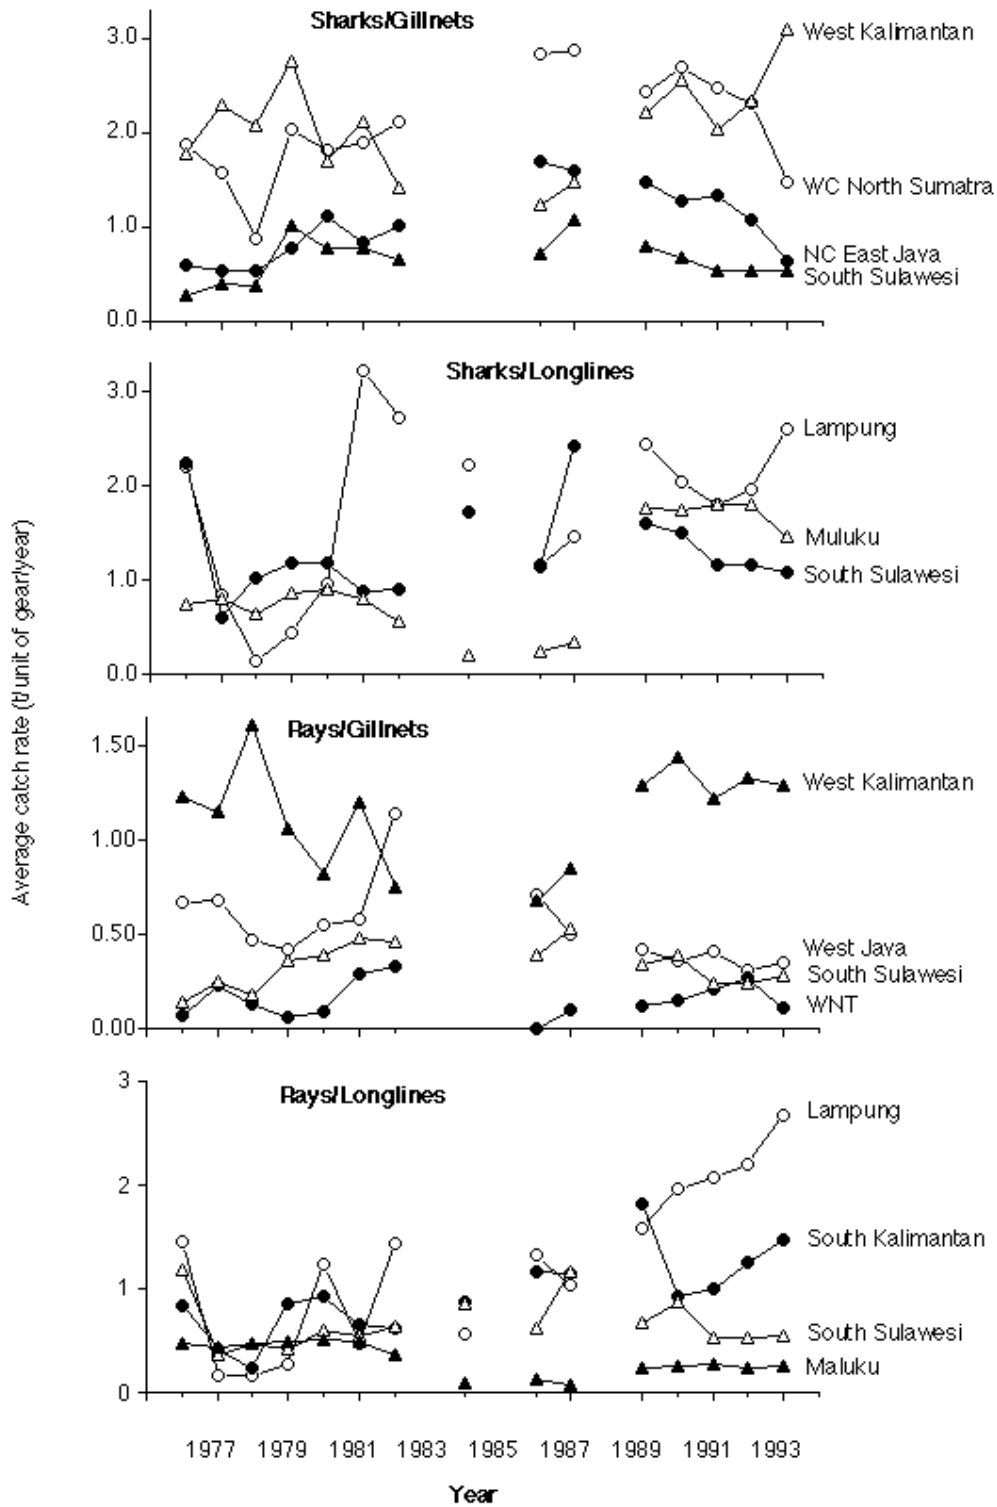 Sharks/Gillnets
3.0
2.0
1.0
0.0
West Kalimantan
WC North Sumatra
NC East Java
South Sulawesi
Sharks/Longlines
3.0
2.0
1.0
0.0
Lampung
Muluku
South Sulawesi
Average catch rate (t/unit of gear/year)
Rays/Gillnets
1.50
1.00
0.50
0.00
West Kalimantan
West Java
South Sulawesi
WNT
Rays/Longlines
3
2
1
0
Lampung
South Kalimantan
South Sulawesi
Maluku
1977 1979 1981 1983 1985 1987 1989 1991 1993
Year